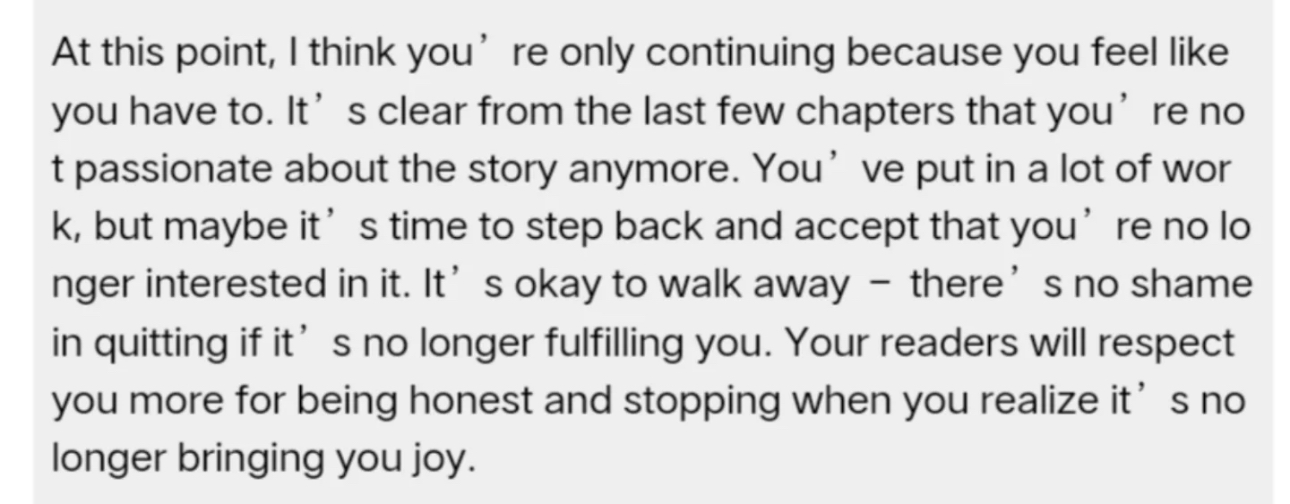 At this point, I think you’ re only continuing because you feel like
you have to. It’ s clear from the last few chapters that you’ re no
t passionate about the story anymore. You’ ve put in a lot of wor
k, but maybe it’ s time to step back and accept that you’ re no lo
nger interested in it. It’ s okay to walk away – there’ s no shame
in quitting if it’ s no longer fulfilling you. Your readers will respect
you more for being honest and stopping when you realize it’ s no
longer bringing you joy.